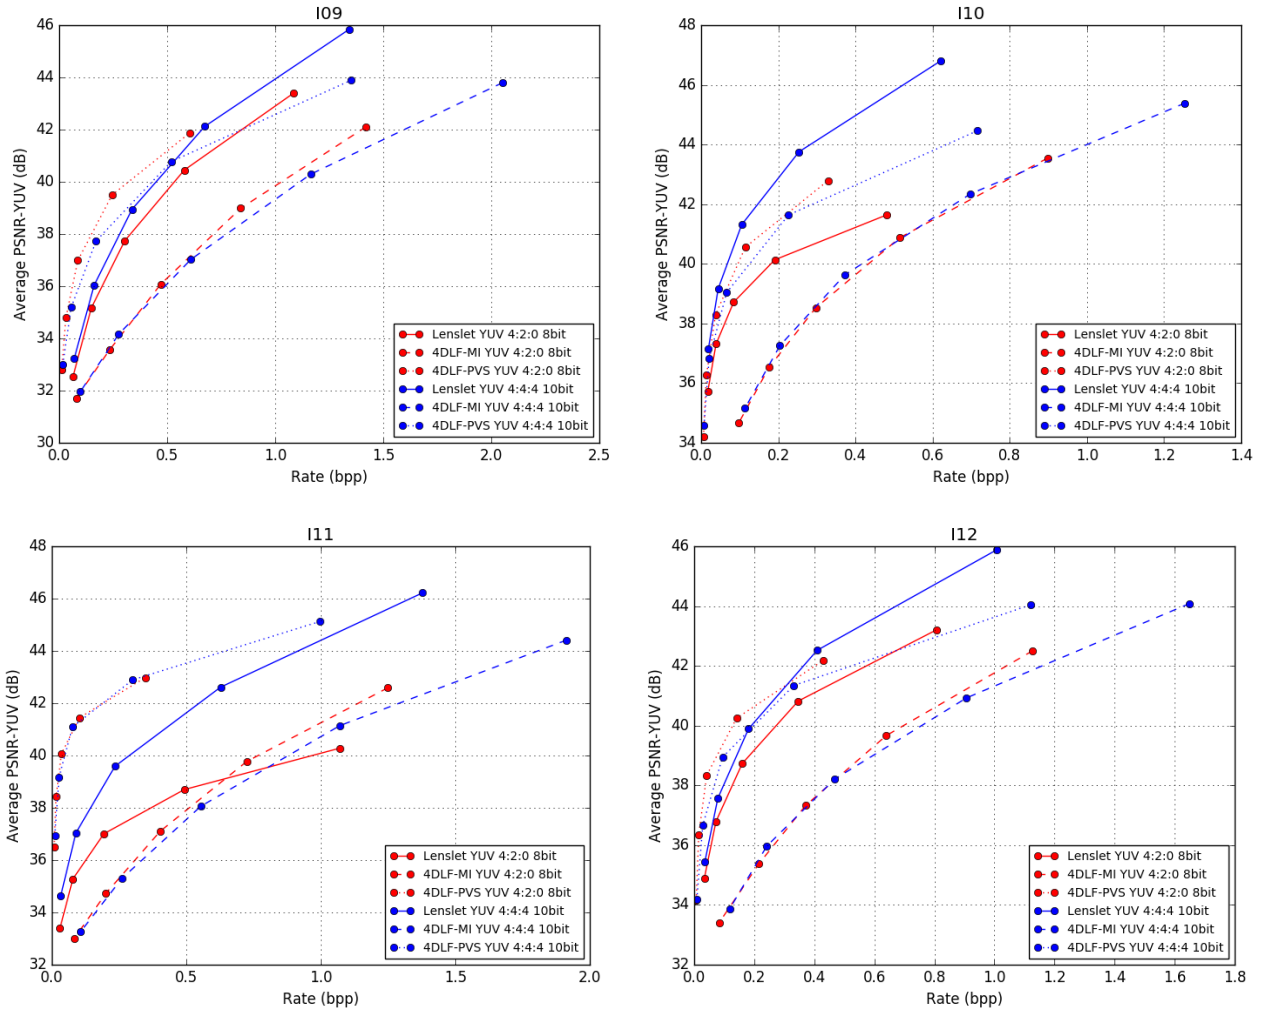 I09
46
44
42
40
38
36
34
32
30
Average PSNR-YUV (dB)
0.0 0.5 1.0 1.5 2.0 2.5
Rate (bpp)
Lenslet YUV 4:2:0 8bit
4DLF-MI YUV 4:2:0 8bit
4DLF-PVS YUV 4:2:0 8bit
Lenslet YUV 4:4:4 10bit
4DLF-MI YUV 4:4:4 10bit
4DLF-PVS YUV 4:4:4 10bit
I10
48
46
44
42
40
38
36
34
Average PSNR-YUV (dB)
0.0 0.2 0.4 0.6 0.8 1.0 1.2 1.4
Rate (bpp)
Lenslet YUV 4:2:0 8bit
4DLF-MI YUV 4:2:0 8bit
4DLF-PVS YUV 4:2:0 8bit
Lenslet YUV 4:4:4 10bit
4DLF-MI YUV 4:4:4 10bit
4DLF-PVS YUV 4:4:4 10bit
I11
48
46
44
42
40
38
36
34
32
Average PSNR-YUV (dB)
0.0 0.5 1.0 1.5 2.0
Rate (bpp)
Lenslet YUV 4:2:0 8bit
4DLF-MI YUV 4:2:0 8bit
4DLF-PVS YUV 4:2:0 8bit
Lenslet YUV 4:4:4 10bit
4DLF-MI YUV 4:4:4 10bit
4DLF-PVS YUV 4:4:4 10bit
I12
46
44
42
40
38
36
34
32
Average PSNR-YUV (dB)
0.0 0.2 0.4 0.6 0.8 1.0 1.2 1.4 1.6 1.8
Rate (bpp)
Lenslet YUV 4:2:0 8bit
4DLF-MI YUV 4:2:0 8bit
4DLF-PVS YUV 4:2:0 8bit
Lenslet YUV 4:4:4 10bit
4DLF-MI YUV 4:4:4 10bit
4DLF-PVS YUV 4:4:4 10bit